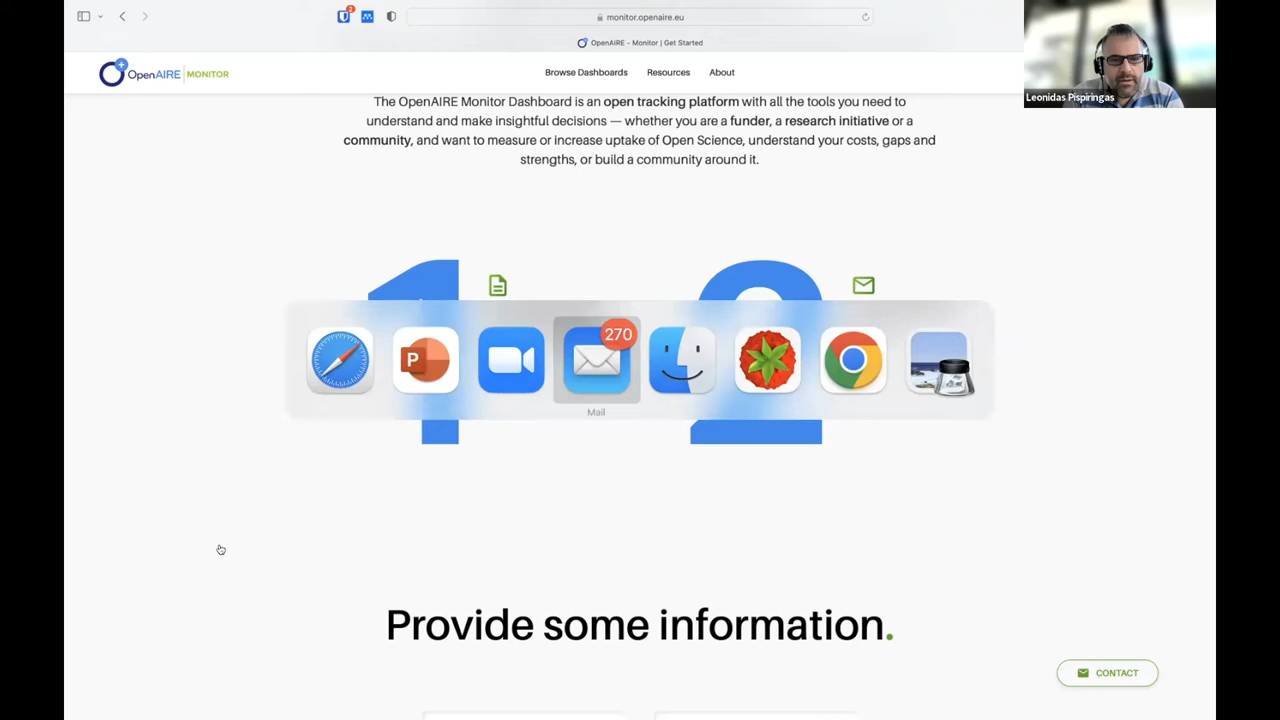 2
monitor.openaire.eu
OpenAIRE - Monitor | Get Started
OpenAIRE | MONITOR
Browse Dashboards
Resources
About
Leonidas Pispiringas
The OpenAIRE Monitor Dashboard is an open tracking platform with all the tools you need to
understand and make insightful decisions — whether you are a funder, a research initiative or a
community, and want to measure or increase uptake of Open Science, understand your costs, gaps and
strengths, or build a community around it.
1
2
P
270
Mail
Provide some information.
CONTACT